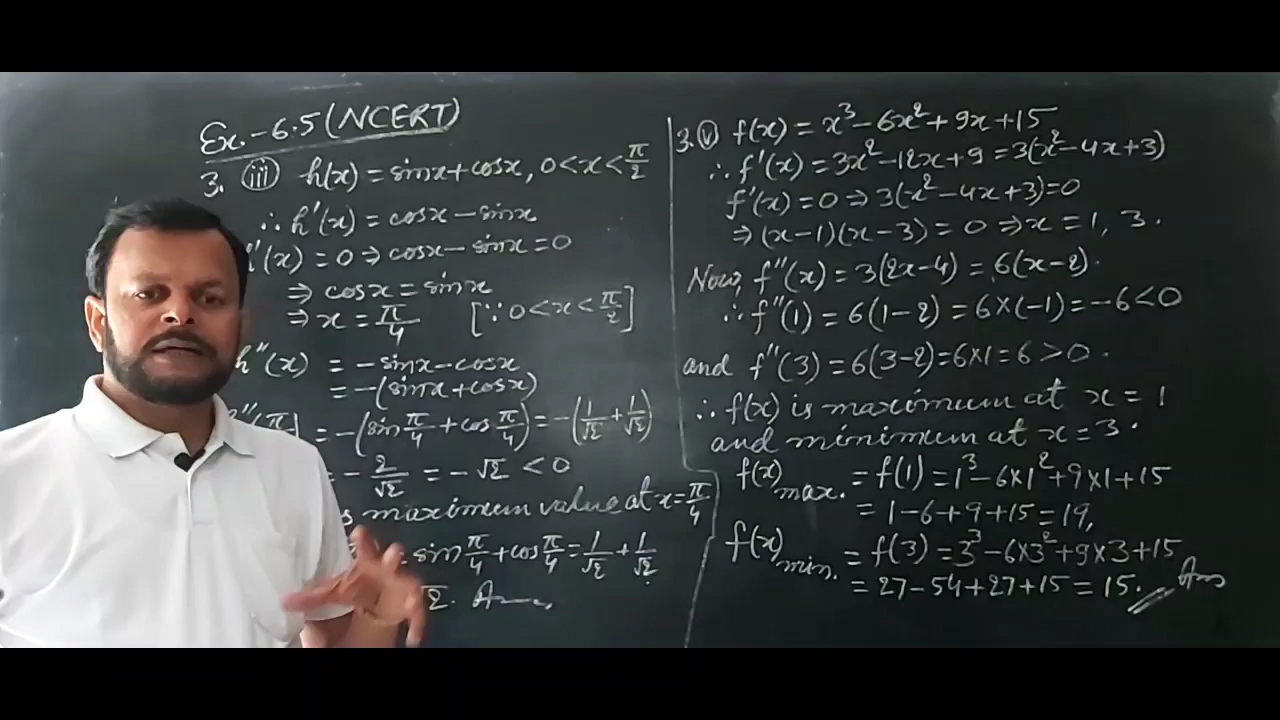 Ex.-6.5 (NCERT)
3. (iii) h(x) = sinx + cosx, 0 < x < π/2
∴ h'(x) = cosx − sinx
'(x) = 0 ⇒ cosx − sinx = 0
⇒ cosx = sinx
⇒ x = π/4 [∵ 0 < x < π/2]
h''(x) = −sinx − cosx
= −(sinx + cosx)
= −(sin π/4 + cos π/4) = −(1/√2 + 1/√2)
= −2/√2 = −√2 < 0
s maximum value at x = π/4
= sin π/4 + cos π/4 = 1/√2 + 1/√2
√2. Ans.
3. (v) f(x) = x³ − 6x² + 9x + 15
∴ f'(x) = 3x² − 12x + 9 = 3(x² − 4x + 3)
f'(x) = 0 ⇒ 3(x² − 4x + 3) = 0
⇒ (x − 1)(x − 3) = 0 ⇒ x = 1, 3.
Now, f''(x) = 3(2x − 4) = 6(x − 2).
∴ f''(1) = 6(1 − 2) = 6×(−1) = −6 < 0
and f''(3) = 6(3 − 2) = 6×1 = 6 > 0.
∴ f(x) is maximum at x = 1
and minimum at x = 3.
f(x) max. = f(1) = 1³ − 6×1² + 9×1 + 15
= 1 − 6 + 9 + 15 = 19,
f(x) min. = f(3) = 3³ − 6×3² + 9×3 + 15
= 27 − 54 + 27 + 15 = 15. Ans